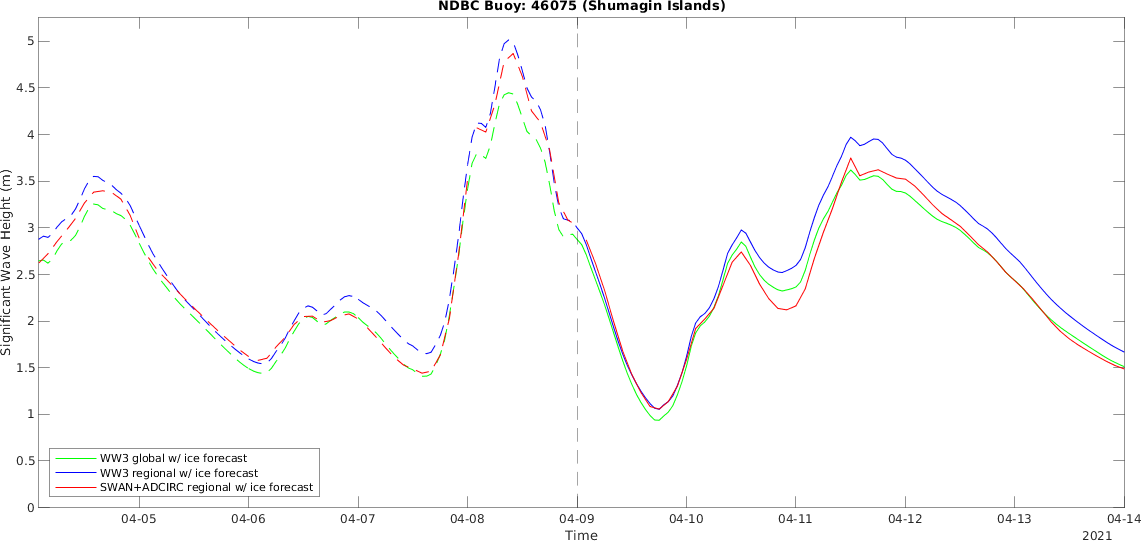 NDBC Buoy: 46075 (Shumagin Islands)
5
4.5
4
3.5
3
2.5
2
1.5
1
0.5
0
Significant Wave Height (m)
WW3 global w/ ice forecast
WW3 regional w/ ice forecast
SWAN+ADCIRC regional w/ ice forecast
04-05 04-06 04-07 04-08 04-09 04-10 04-11 04-12 04-13 04-14
Time
2021